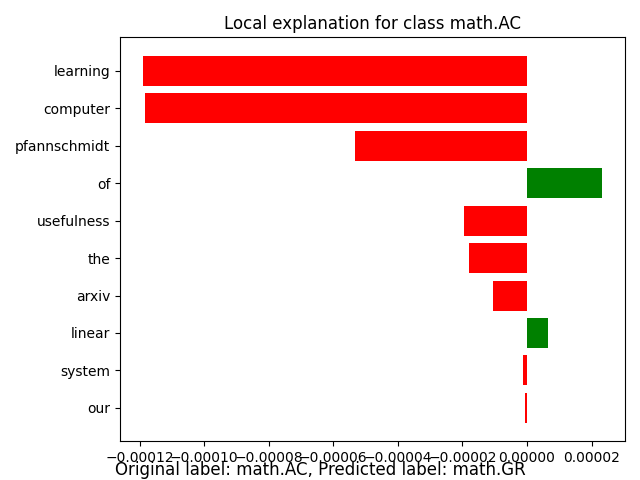 Local explanation for class math.AC
learning
computer
pfannschmidt
of
usefulness
the
arxiv
linear
system
our
−0.00012 −0.00010 −0.00008 −0.00006 −0.00004 −0.00002 0.00000 0.00002
Original label: math.AC, Predicted label: math.GR